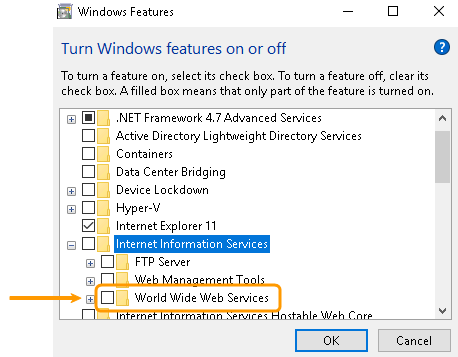 Windows Features
Turn Windows features on or off
?
To turn a feature on, select its check box. To turn a feature off, clear its
check box. A filled box means that only part of the feature is turned on.
.NET Framework 4.7 Advanced Services
Active Directory Lightweight Directory Services
Containers
Data Center Bridging
Device Lockdown
Hyper-V
Internet Explorer 11
Internet Information Services
FTP Server
Web Management Tools
World Wide Web Services
Internet Information Services Hostable Web Core
OK
Cancel